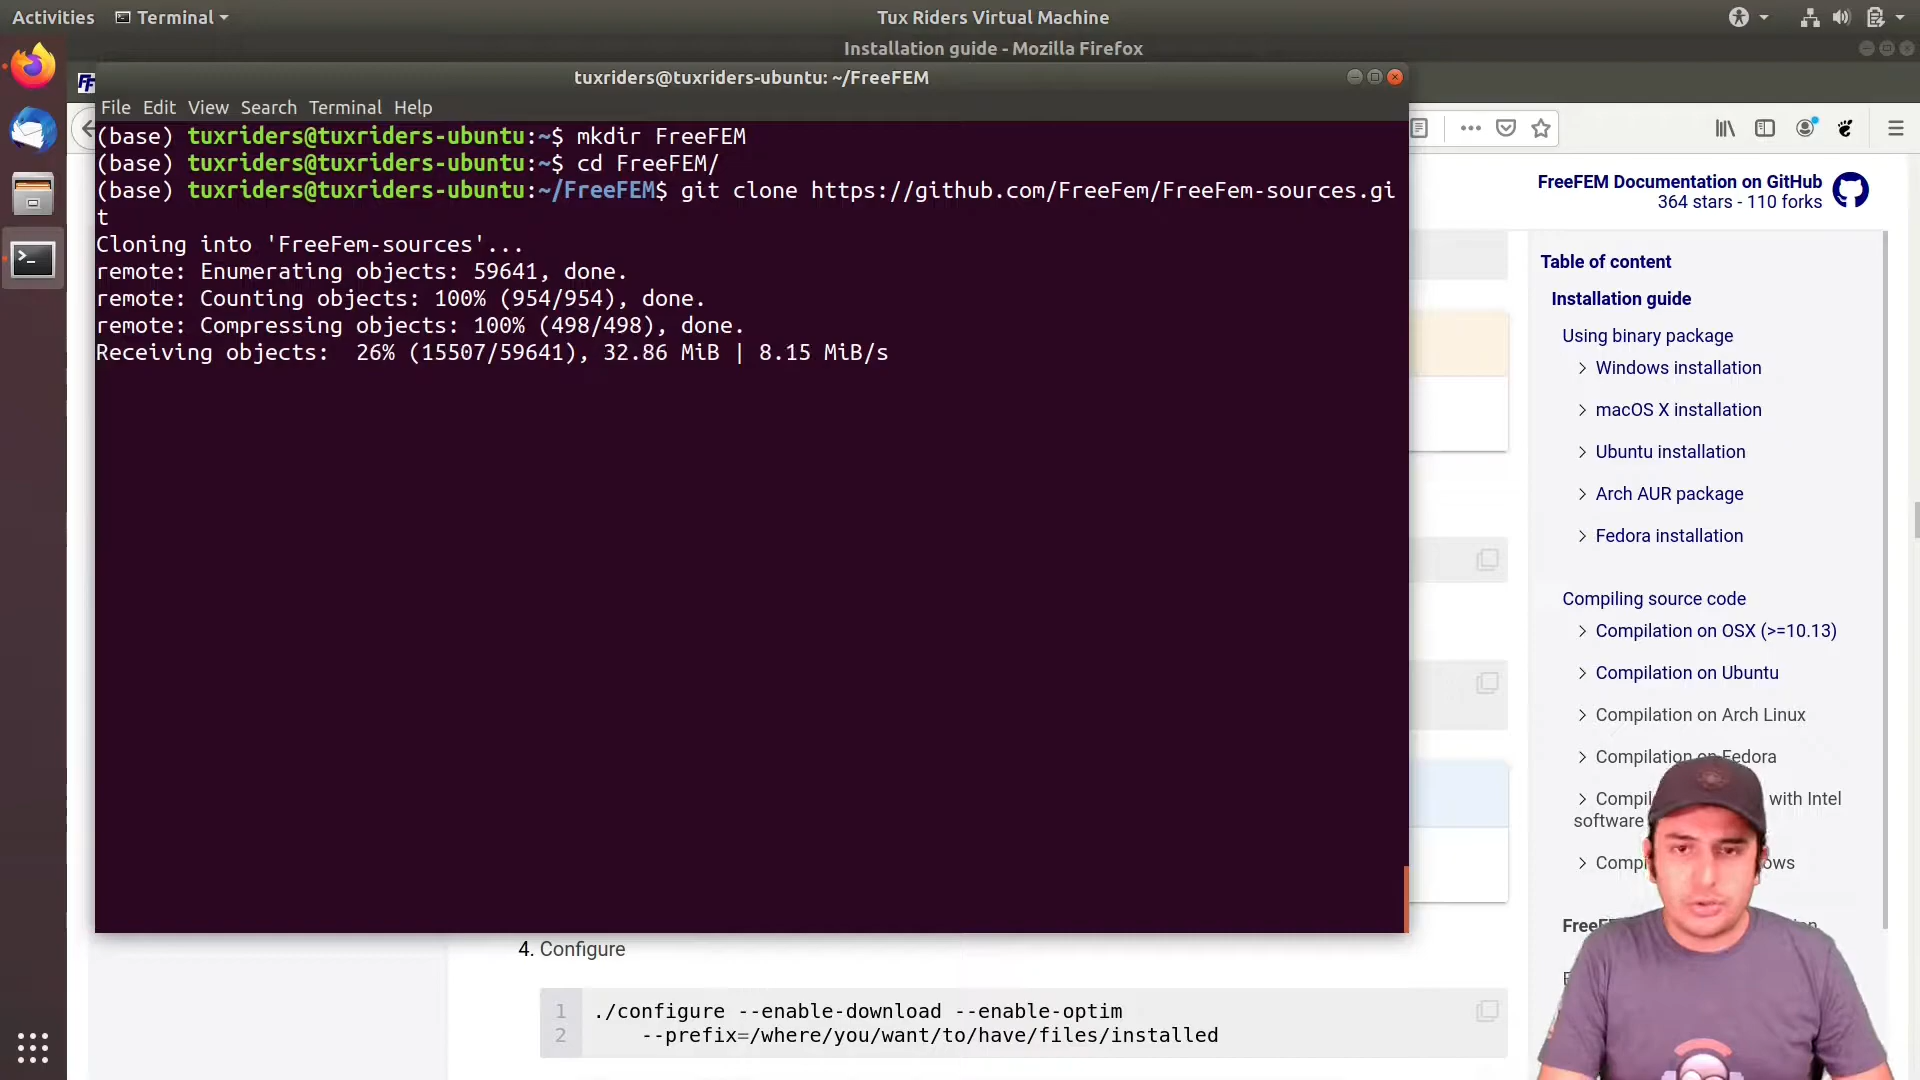 Activities
Terminal
Tux Riders Virtual Machine
Installation guide - Mozilla Firefox
tuxriders@tuxriders-ubuntu: ~/FreeFEM
File Edit View Search Terminal Help
(base) tuxriders@tuxriders-ubuntu:~$ mkdir FreeFEM
(base) tuxriders@tuxriders-ubuntu:~$ cd FreeFEM/
(base) tuxriders@tuxriders-ubuntu:~/FreeFEM$ git clone https://github.com/FreeFem/FreeFem-sources.gi
t
Cloning into 'FreeFem-sources'...
remote: Enumerating objects: 59641, done.
remote: Counting objects: 100% (954/954), done.
remote: Compressing objects: 100% (498/498), done.
Receiving objects:  26% (15507/59641), 32.86 MiB | 8.15 MiB/s
FreeFEM Documentation on GitHub
364 stars - 110 forks
Table of content
Installation guide
Using binary package
Windows installation
macOS X installation
Ubuntu installation
Arch AUR package
Fedora installation
Compiling source code
Compilation on OSX (>=10.13)
Compilation on Ubuntu
Compilation on Arch Linux
Compilation on Fedora
with Intel
software
4. Configure
1 ./configure --enable-download --enable-optim
2 --prefix=/where/you/want/to/have/files/installed